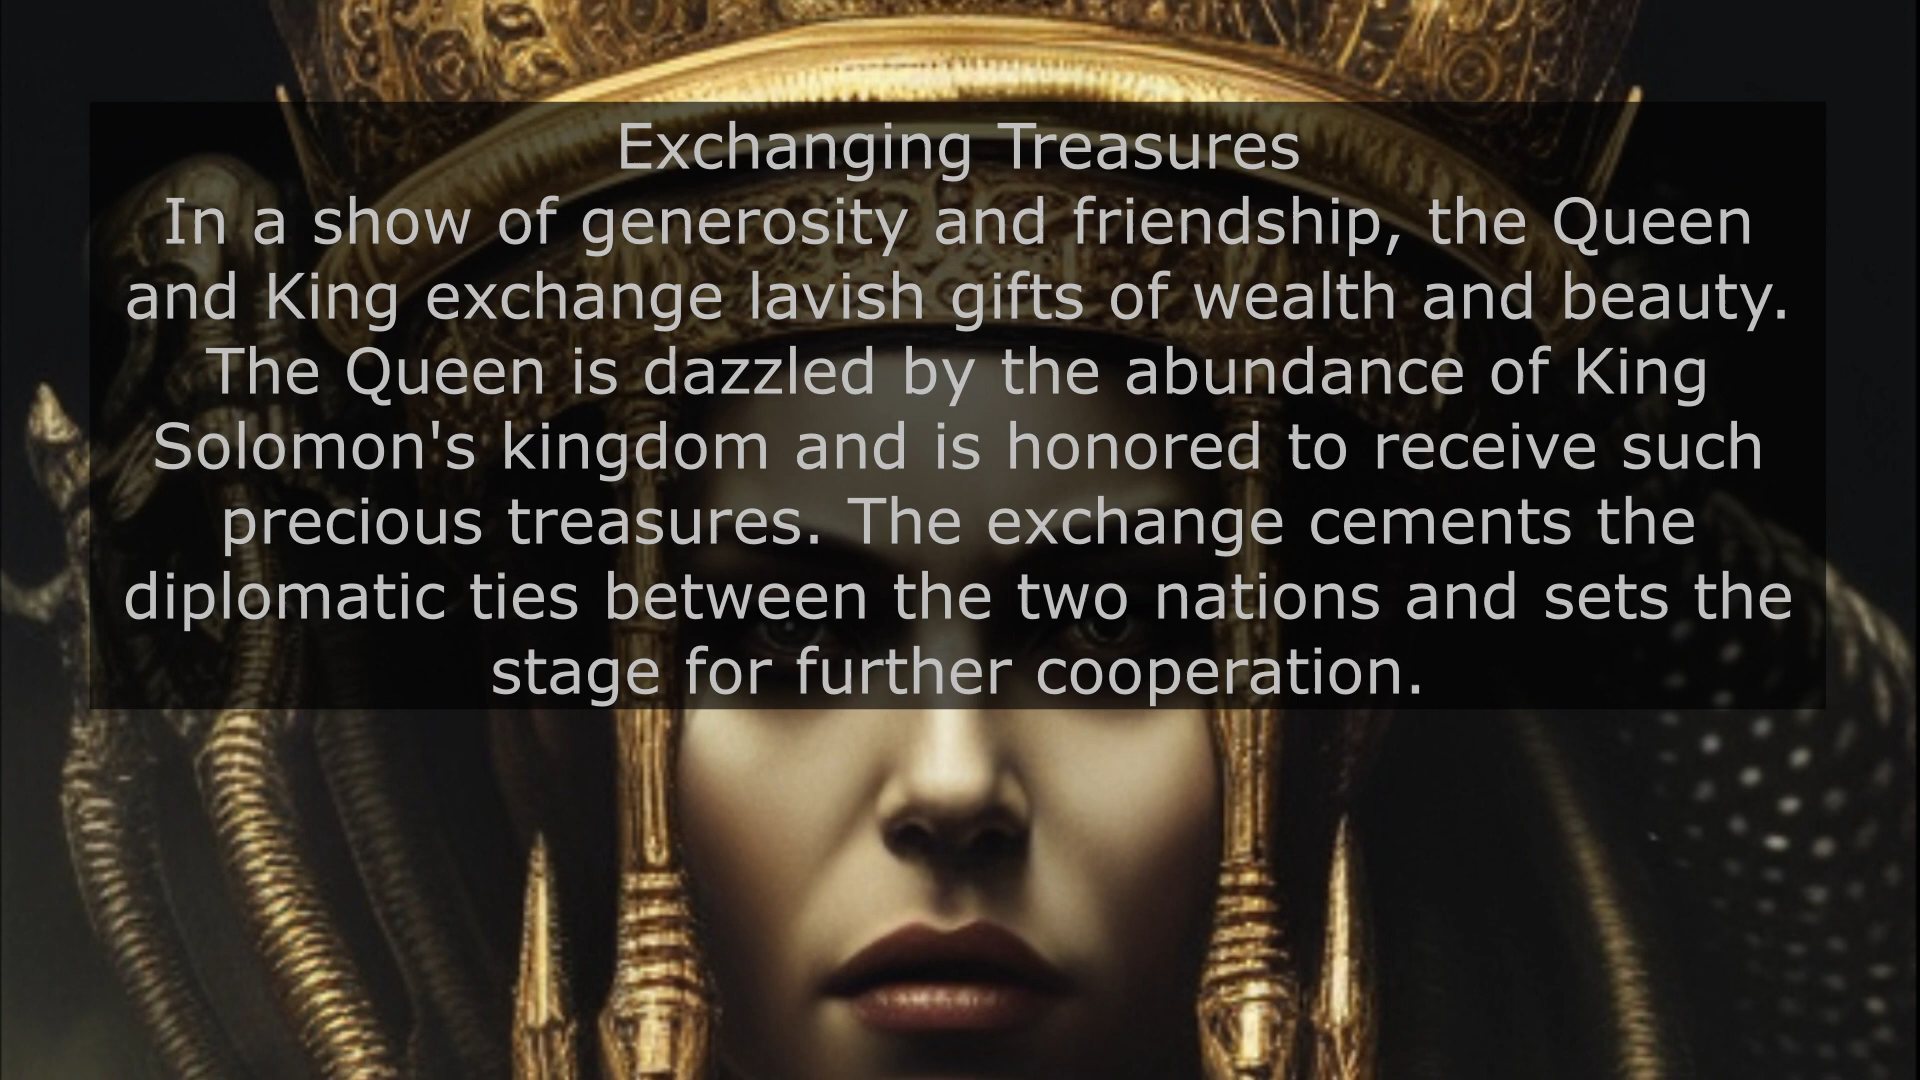 Exchanging Treasures
In a show of generosity and friendship, the Queen
and King exchange lavish gifts of wealth and beauty.
The Queen is dazzled by the abundance of King
Solomon's kingdom and is honored to receive such
precious treasures. The exchange cements the
diplomatic ties between the two nations and sets the
stage for further cooperation.